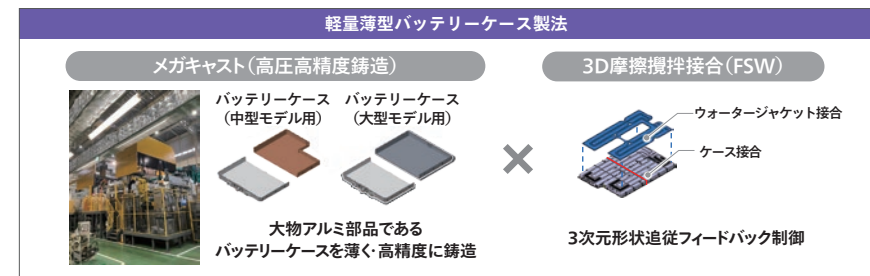 軽量薄型バッテリーケース製法
メガキャスト（高圧高精度鋳造）
バッテリーケース
（中型モデル用）
バッテリーケース
（大型モデル用）
大物アルミ部品である
バッテリーケースを薄く・高精度に鋳造
×
3D摩擦攪拌接合（FSW）
ウォータージャケット接合
ケース接合
3次元形状追従フィードバック制御